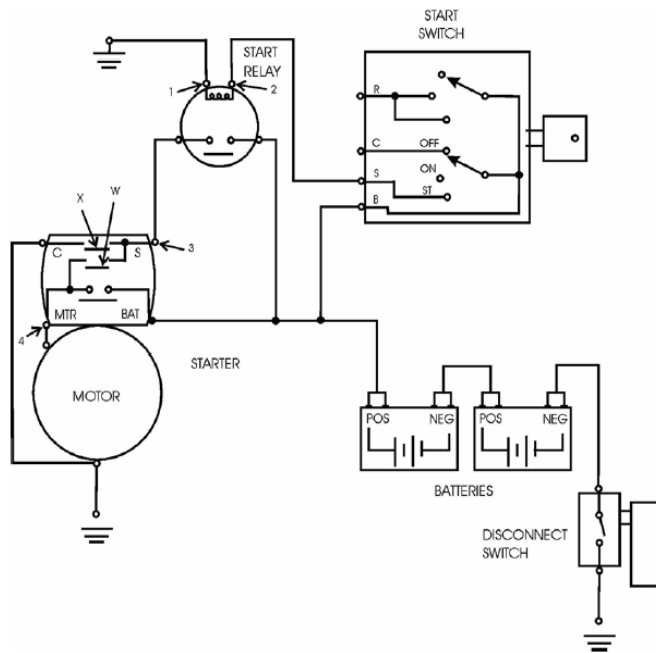 START
SWITCH
START
RELAY
1
2
R
C
OFF
ON
S
ST
B
X
W
C
S
3
MTR
BAT
4
STARTER
MOTOR
POS
NEG
POS
NEG
BATTERIES
DISCONNECT
SWITCH